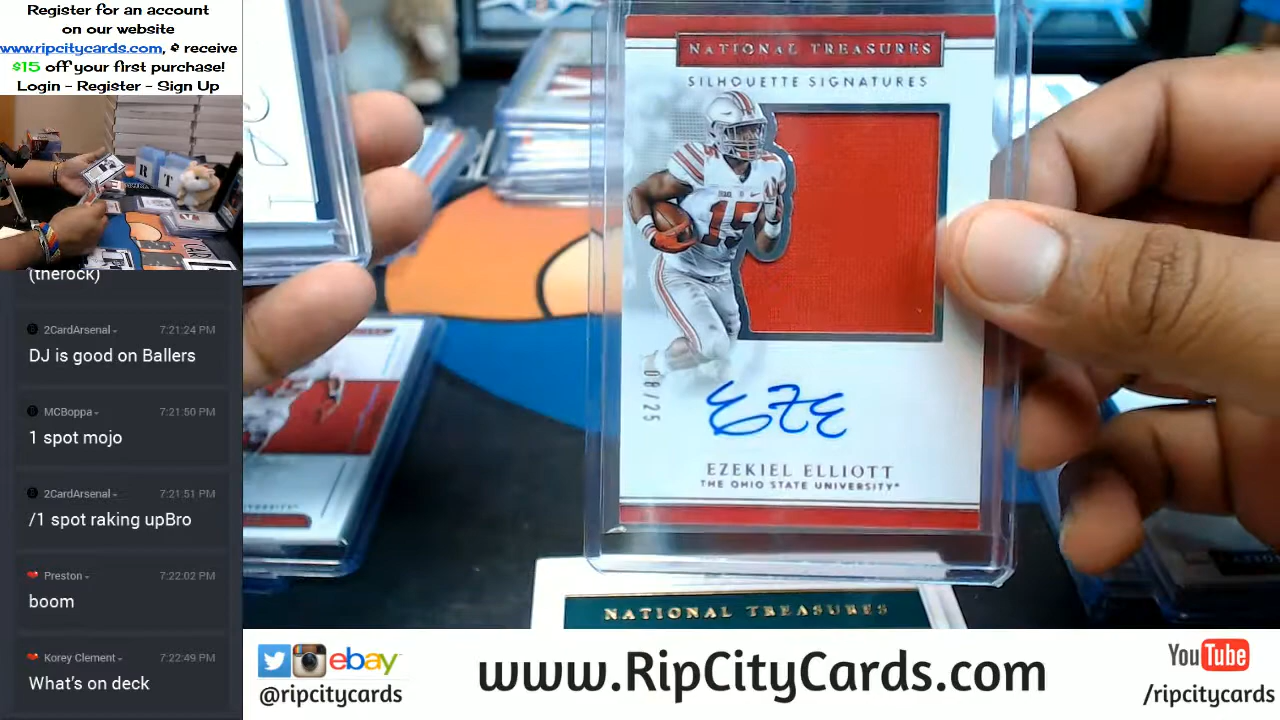 Register for an account
on our website
www.ripcitycards.com, & receive
$15 off your first purchase!
Login - Register - Sign Up
R T
(therock)
2CardArsenal 7:21:24 PM
DJ is good on Ballers
MCBoppa 7:21:50 PM
1 spot mojo
2CardArsenal 7:21:51 PM
/1 spot raking upBro
Preston 7:22:02 PM
boom
Korey Clement 7:22:49 PM
What's on deck
NATIONAL TREASURES
SILHOUETTE SIGNATURES
15
08/25
EZE
EZEKIEL ELLIOTT
THE OHIO STATE UNIVERSITY®
NATIONAL TREASURES
ebay
@ripcitycards
www.RipCityCards.com
YouTube
/ripcitycards